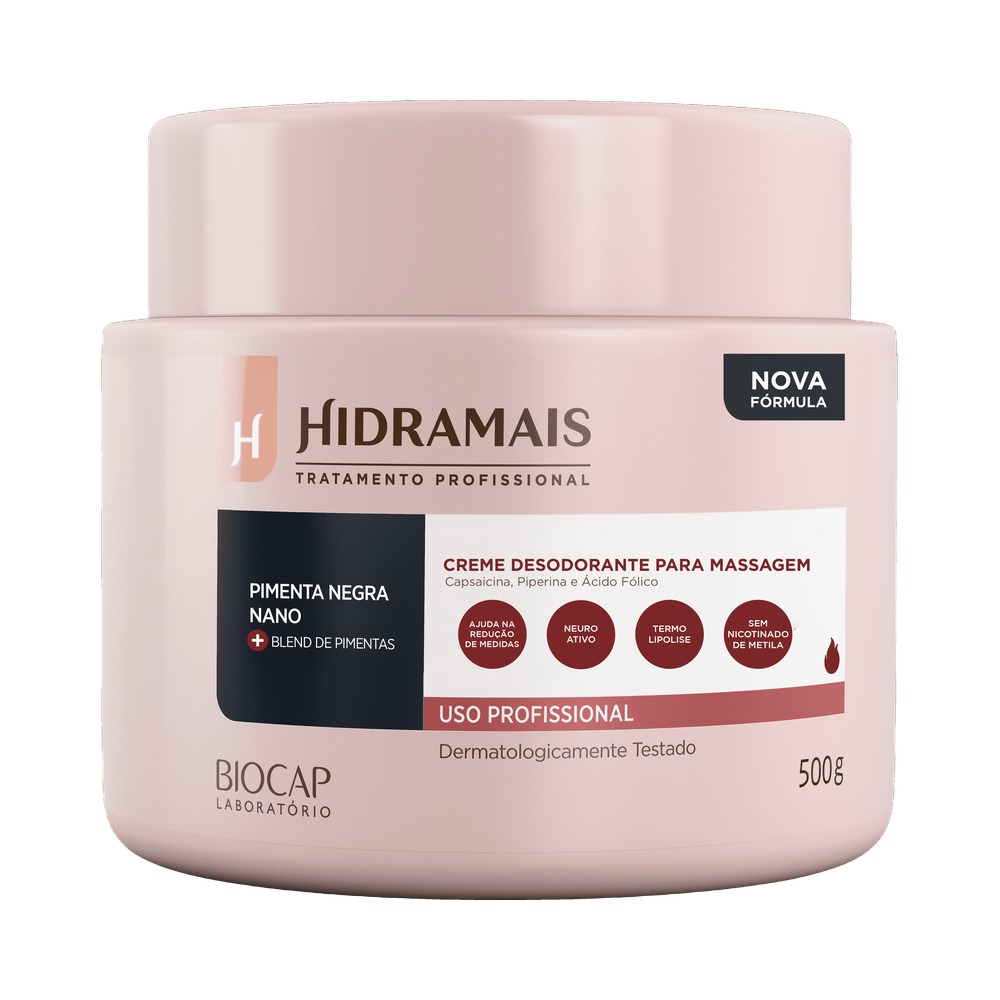 H
HIDRAMAIS
TRATAMENTO PROFISSIONAL
NOVA
FÓRMULA
PIMENTA NEGRA
NANO
+ BLEND DE PIMENTAS
CREME DESODORANTE PARA MASSAGEM
Capsaicina, Piperina e Ácido Fólico
AJUDA NA
REDUÇÃO
DE MEDIDAS
NEURO
ATIVO
TERMO
LIPOLISE
SEM
NICOTINADO
DE METILA
USO PROFISSIONAL
Dermatologicamente Testado
BIOCAP
LABORATÓRIO
500g